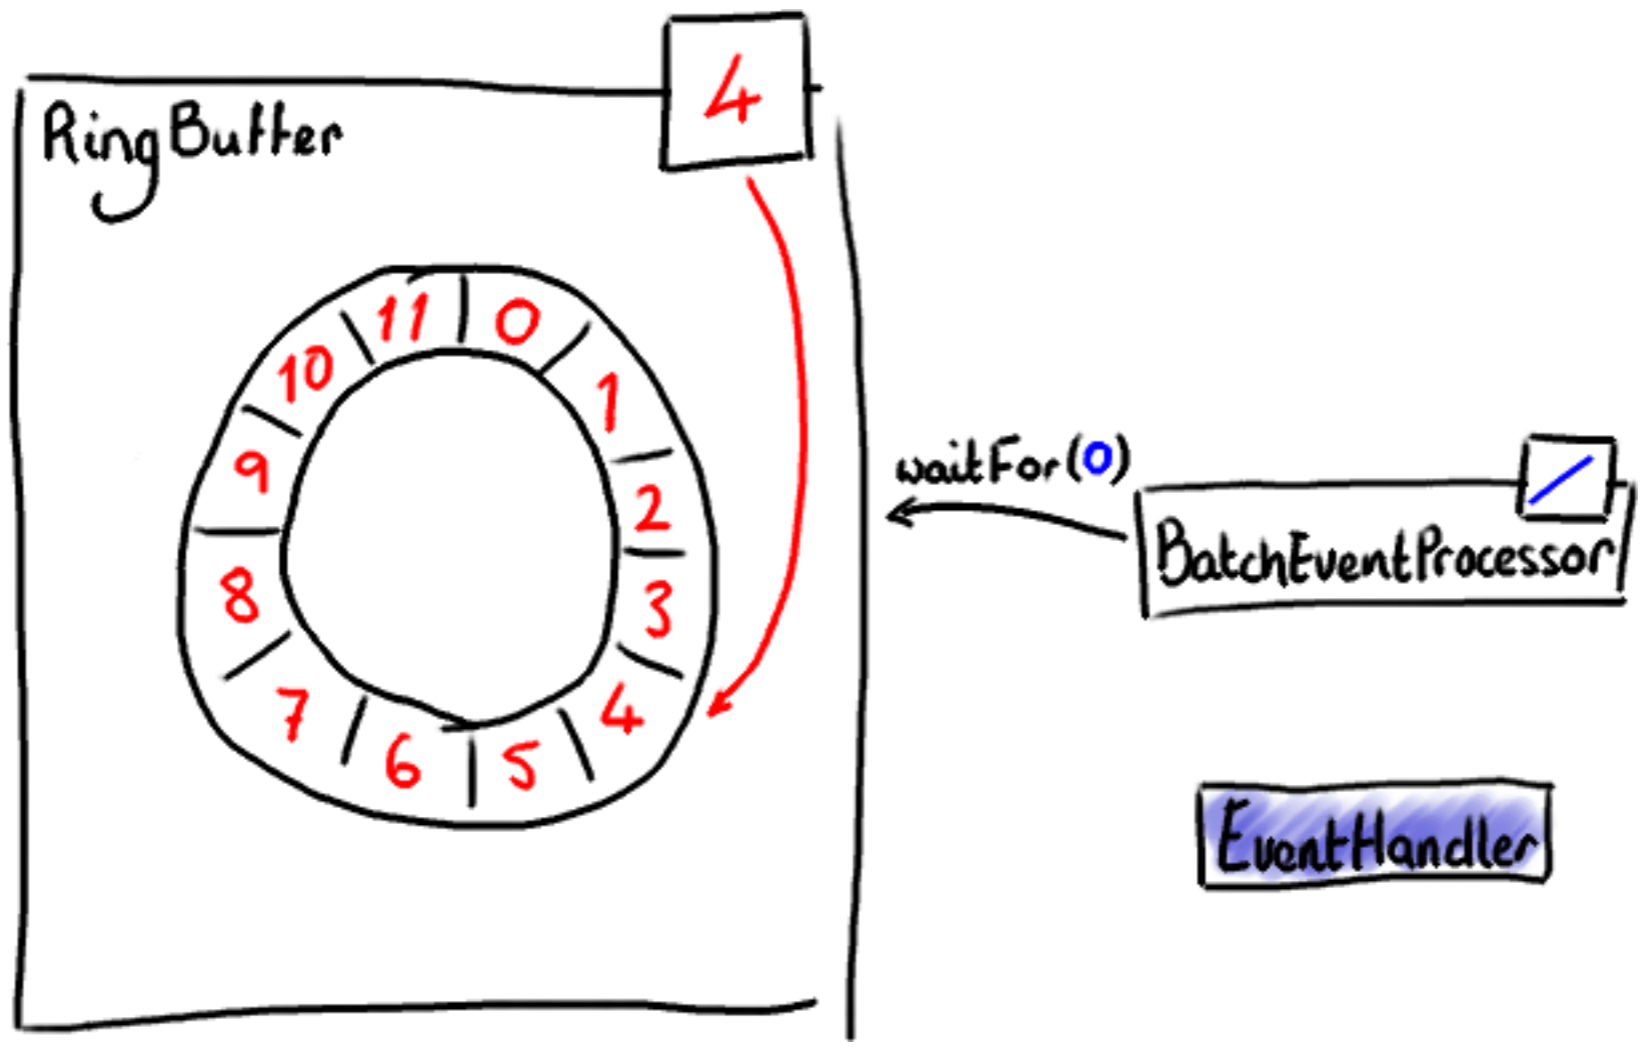 4
RingBuffer
11 0
10 1
9 2
8 3
7 4
6 5
waitFor(0)
BatchEventProcessor
EventHandler